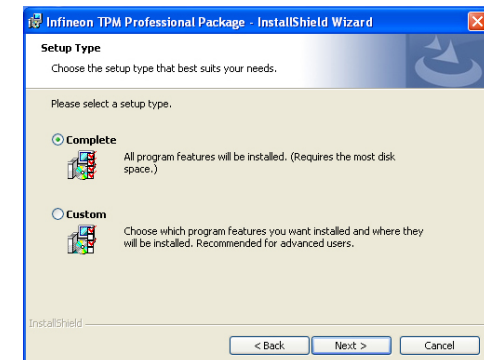 Infineon TPM Professional Package - InstallShield Wizard
Setup Type
Choose the setup type that best suits your needs.
Please select a setup type.
Complete
All program features will be installed. (Requires the most disk
space.)
Custom
Choose which program features you want installed and where they
will be installed. Recommended for advanced users.
InstallShield
< Back
Next >
Cancel